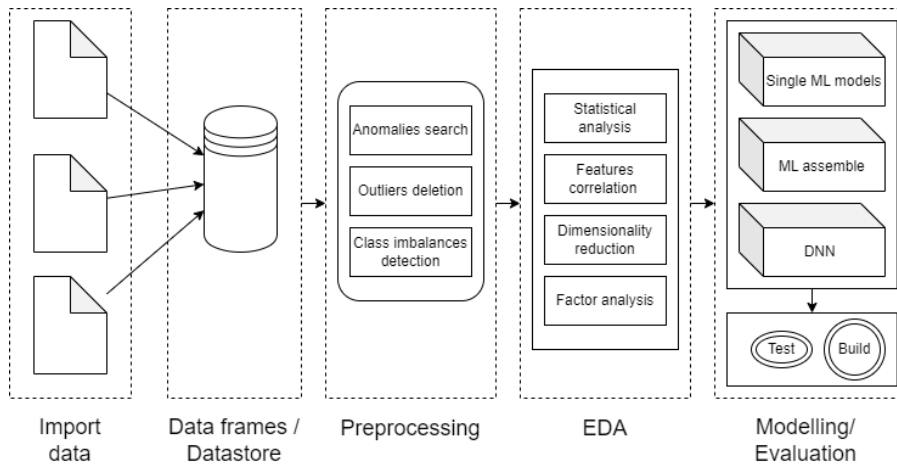 Anomalies search
Outliers deletion
Class imbalances
detection
Statistical
analysis
Features
correlation
Dimensionality
reduction
Factor analysis
Single ML models
ML assemble
DNN
Test
Build
Import
data
Data frames /
Datastore
Preprocessing
EDA
Modelling/
Evaluation